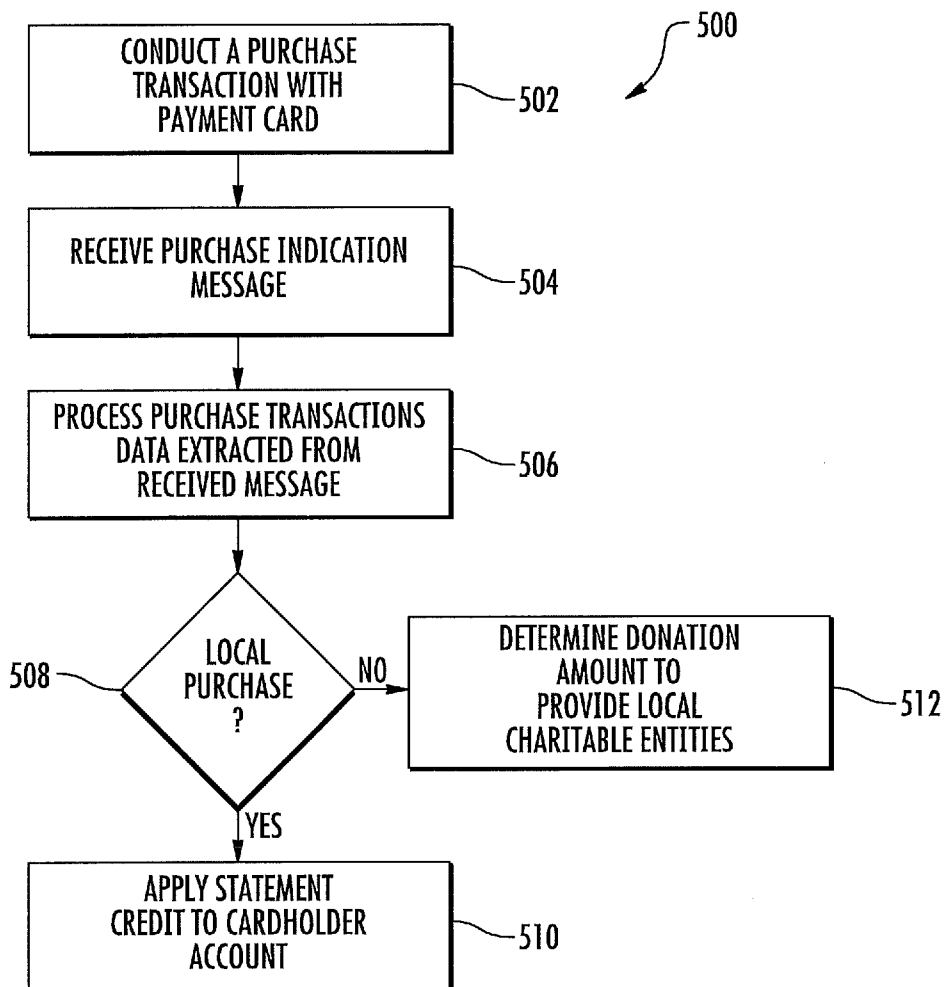 500
CONDUCT A PURCHASE
TRANSACTION WITH
PAYMENT CARD
502
RECEIVE PURCHASE INDICATION
MESSAGE
504
PROCESS PURCHASE TRANSACTIONS
DATA EXTRACTED FROM
RECEIVED MESSAGE
506
508
LOCAL
PURCHASE
?
NO
DETERMINE DONATION
AMOUNT TO
PROVIDE LOCAL
CHARITABLE ENTITIES
512
YES
APPLY STATEMENT
CREDIT TO CARDHOLDER
ACCOUNT
510